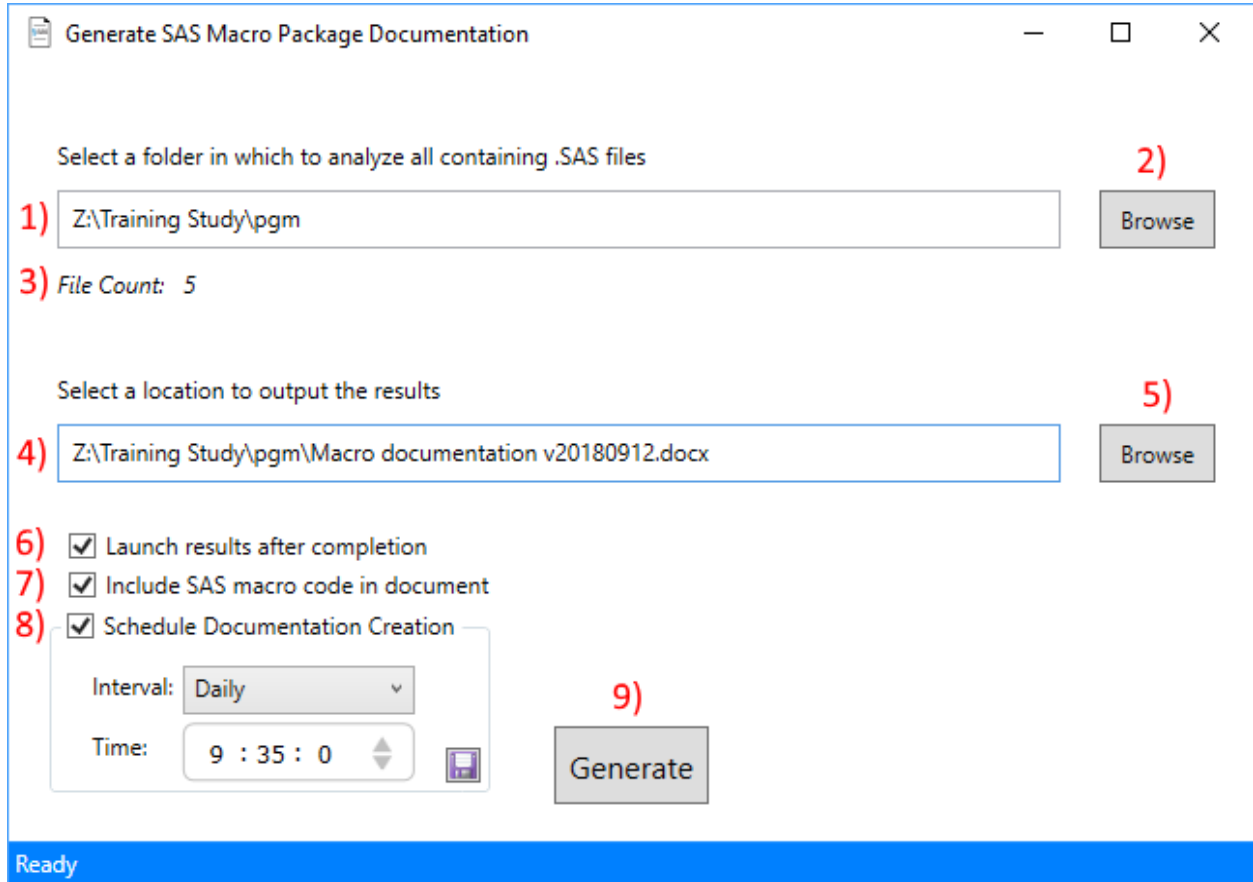 Generate SAS Macro Package Documentation
Select a folder in which to analyze all containing .SAS files
2)
1) Z:\Training Study\pgm Browse
3) File Count: 5
Select a location to output the results
5)
4) Z:\Training Study\pgm\Macro documentation v20180912.docx Browse
6) Launch results after completion
7) Include SAS macro code in document
8) Schedule Documentation Creation
Interval: Daily
9)
Time: 9 : 35 : 0
Generate
Ready